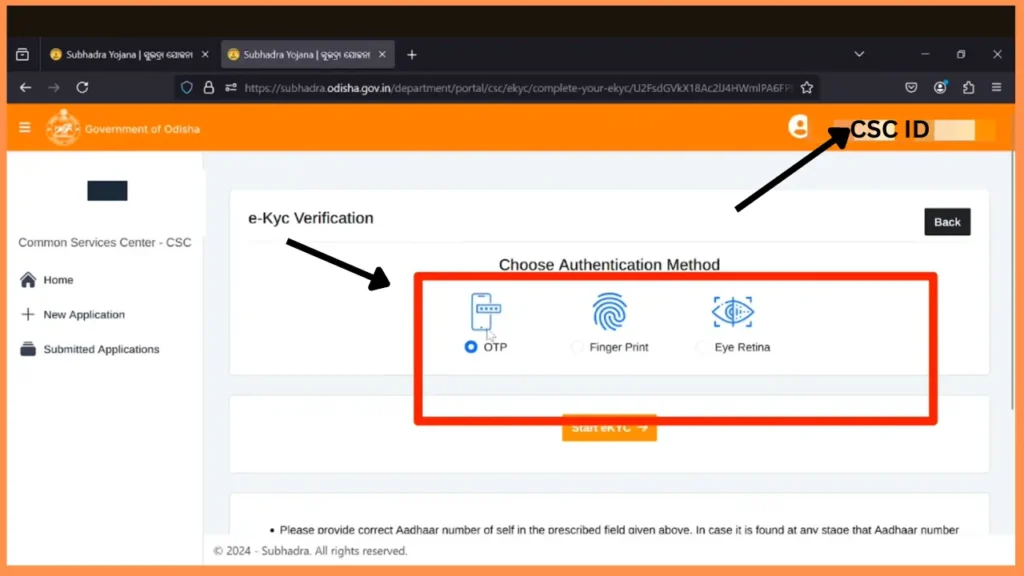 Subhadra Yojana | ସୁଭଦ୍ରା ଯୋଜନା
Subhadra Yojana | ସୁଭଦ୍ରା ଯୋଜନା
https://subhadra.odisha.gov.in/department/portal/csc/ekyc/complete-your-ekyc/
Government of Odisha
CSC ID
e-Kyc Verification
Back
Common Services Center - CSC
Choose Authentication Method
Home
New Application
Submitted Applications
OTP
Finger Print
Eye Retina
Start eKYC
• Please provide correct Aadhaar number of self in the prescribed field given above. In case it is found at any stage that Aadhaar number
© 2024 - Subhadra. All rights reserved.